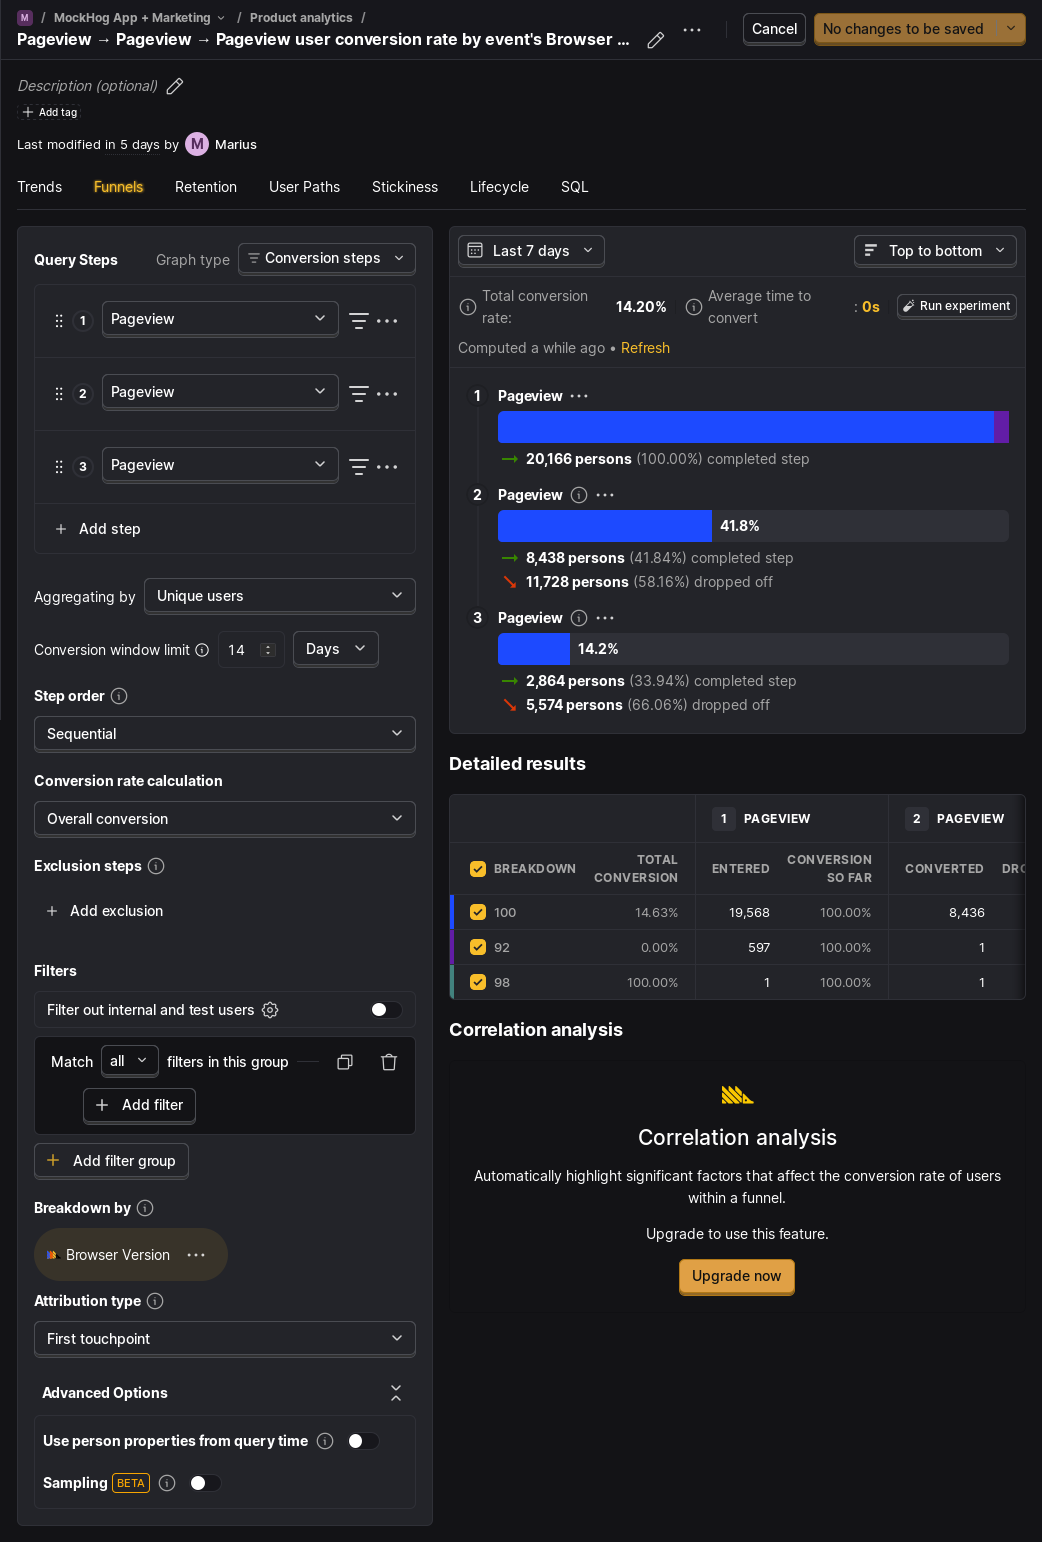 M / MockHog App + Marketing / Product analytics /
Pageview → Pageview → Pageview user conversion rate by event's Browser ...
Cancel
No changes to be saved
Description (optional)
Add tag
Last modified in 5 days by M Marius
Trends Funnels Retention User Paths Stickiness Lifecycle SQL
Query Steps Graph type Conversion steps
1 Pageview
2 Pageview
3 Pageview
Add step
Aggregating by Unique users
Conversion window limit 14 Days
Step order
Sequential
Conversion rate calculation
Overall conversion
Exclusion steps
Add exclusion
Filters
Filter out internal and test users
Match all filters in this group
Add filter
Add filter group
Breakdown by
Browser Version
Attribution type
First touchpoint
Advanced Options
Use person properties from query time
Sampling BETA
Last 7 days Top to bottom
Total conversion rate: 14.20% Average time to convert : 0s Run experiment
Computed a while ago • Refresh
1 Pageview
20,166 persons (100.00%) completed step
2 Pageview
41.8%
8,438 persons (41.84%) completed step
11,728 persons (58.16%) dropped off
3 Pageview
14.2%
2,864 persons (33.94%) completed step
5,574 persons (66.06%) dropped off
Detailed results
1 PAGEVIEW 2 PAGEVIEW
BREAKDOWN TOTAL CONVERSION ENTERED CONVERSION SO FAR CONVERTED DRO
100 14.63% 19,568 100.00% 8,436
92 0.00% 597 100.00% 1
98 100.00% 1 100.00% 1
Correlation analysis
Correlation analysis
Automatically highlight significant factors that affect the conversion rate of users
within a funnel.
Upgrade to use this feature.
Upgrade now